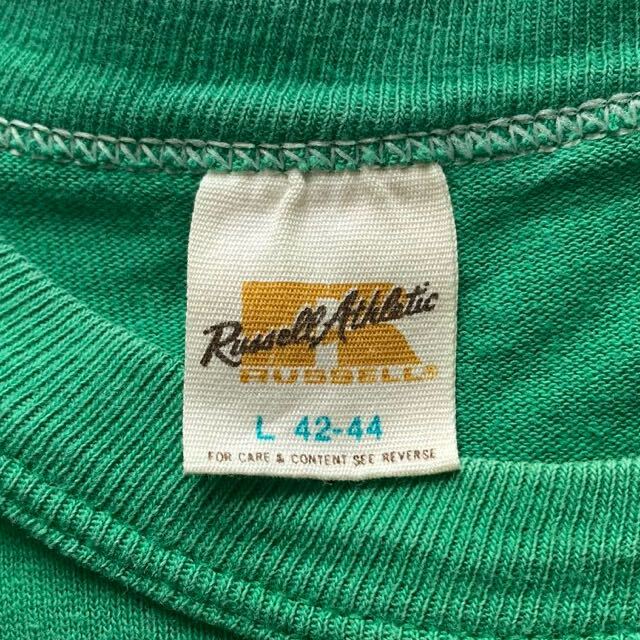 Russell Athletic
RUSSELL®
L 42-44
FOR CARE & CONTENT SEE REVERSE